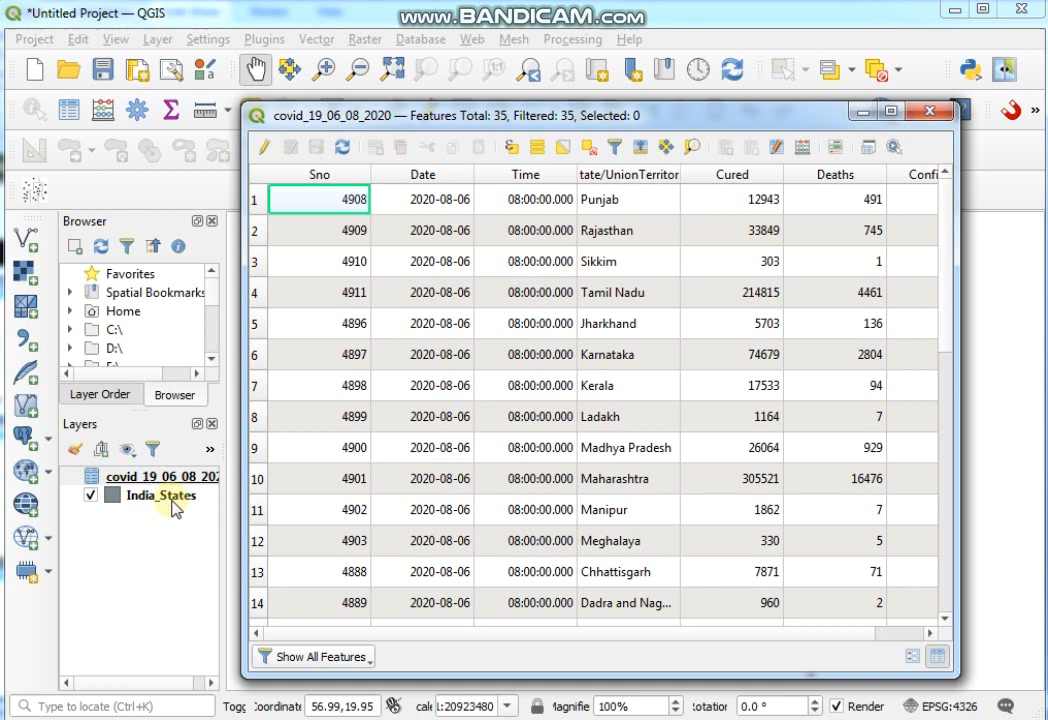 *Untitled Project — QGIS
www.BANDICAM.com
Project Edit View Layer Settings Plugins Vector Raster Database Web Mesh Processing Help
covid_19_06_08_2020 — Features Total: 35, Filtered: 35, Selected: 0
Sno Date Time tate/UnionTerritor Cured Deaths Confi
1 4908 2020-08-06 08:00:00.000 Punjab 12943 491
2 4909 2020-08-06 08:00:00.000 Rajasthan 33849 745
3 4910 2020-08-06 08:00:00.000 Sikkim 303 1
4 4911 2020-08-06 08:00:00.000 Tamil Nadu 214815 4461
5 4896 2020-08-06 08:00:00.000 Jharkhand 5703 136
6 4897 2020-08-06 08:00:00.000 Karnataka 74679 2804
7 4898 2020-08-06 08:00:00.000 Kerala 17533 94
8 4899 2020-08-06 08:00:00.000 Ladakh 1164 7
9 4900 2020-08-06 08:00:00.000 Madhya Pradesh 26064 929
10 4901 2020-08-06 08:00:00.000 Maharashtra 305521 16476
11 4902 2020-08-06 08:00:00.000 Manipur 1862 7
12 4903 2020-08-06 08:00:00.000 Meghalaya 330 5
13 4888 2020-08-06 08:00:00.000 Chhattisgarh 7871 71
14 4889 2020-08-06 08:00:00.000 Dadra and Nag... 960 2
Show All Features
Browser
Favorites
Spatial Bookmarks
Home
C:\
D:\
Layer Order Browser
Layers
covid_19_06_08_202
India_States
Type to locate (Ctrl+K) Togg :oordinate 56.99,19.95 cale 1:20923480 Magnifie 100% :otation 0.0 ° Render EPSG:4326